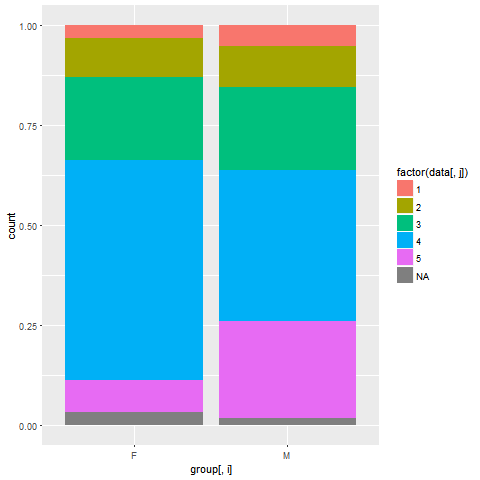 1.00
0.75
0.50
0.25
0.00
count
F
M
group[, i]
factor(data[, j])
1
2
3
4
5
NA